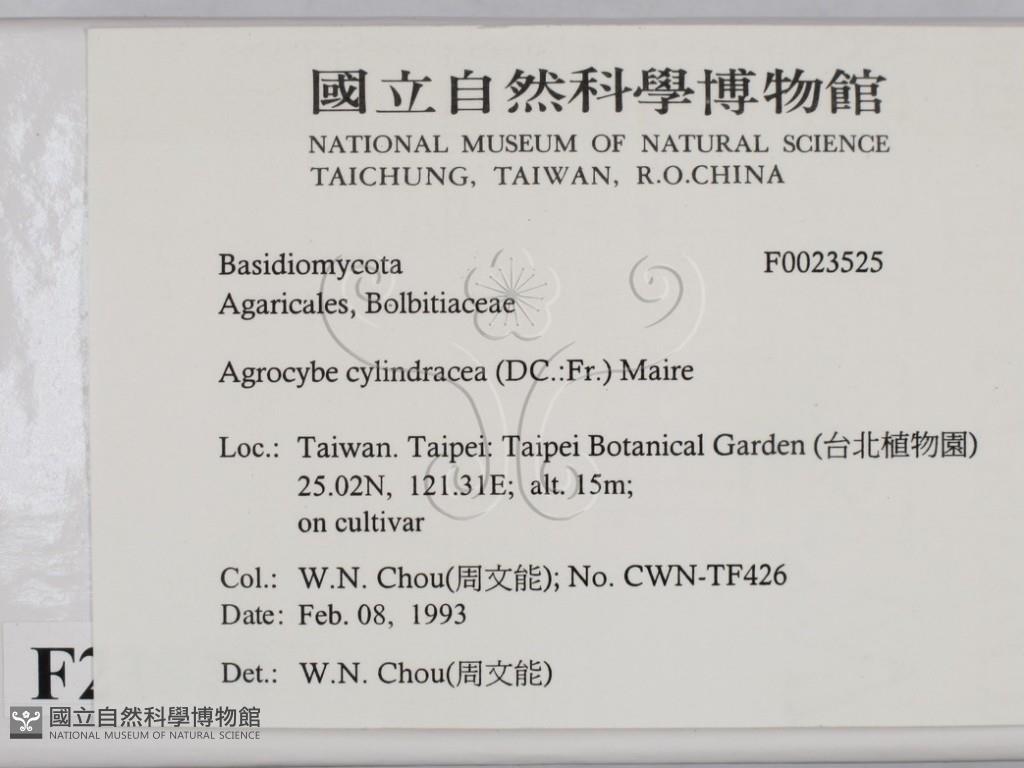 國立自然科學博物館
NATIONAL MUSEUM OF NATURAL SCIENCE
TAICHUNG, TAIWAN, R.O.CHINA
Basidiomycota F0023525
Agaricales, Bolbitiaceae
Agrocybe cylindracea (DC.:Fr.) Maire
Loc.: Taiwan. Taipei: Taipei Botanical Garden (台北植物園)
25.02N, 121.31E; alt. 15m;
on cultivar
Col.: W.N. Chou(周文能); No. CWN-TF426
Date: Feb. 08, 1993
Det.: W.N. Chou(周文能)
國立自然科學博物館
NATIONAL MUSEUM OF NATURAL SCIENCE